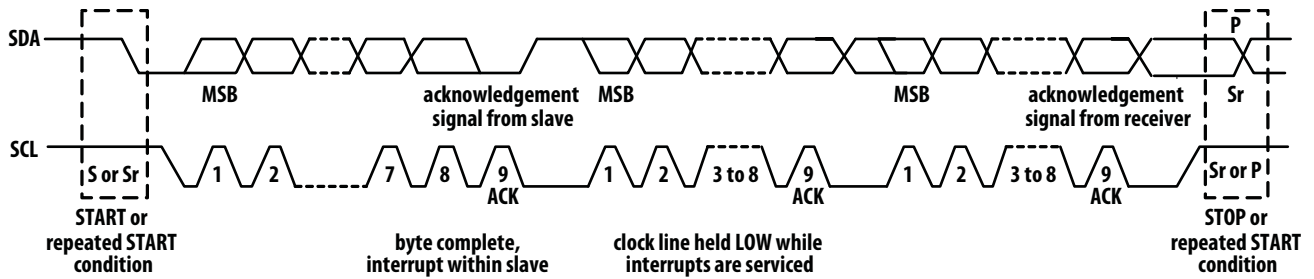 P
SDA
MSB
acknowledgement
signal from slave
MSB
MSB
acknowledgement
signal from receiver
Sr
SCL
S or Sr
1
2
7
8
9
ACK
1
2
3 to 8
9
ACK
1
2
3 to 8
9
ACK
Sr or P
START or
repeated START
condition
byte complete,
interrupt within slave
clock line held LOW while
interrupts are serviced
STOP or
repeated START
condition